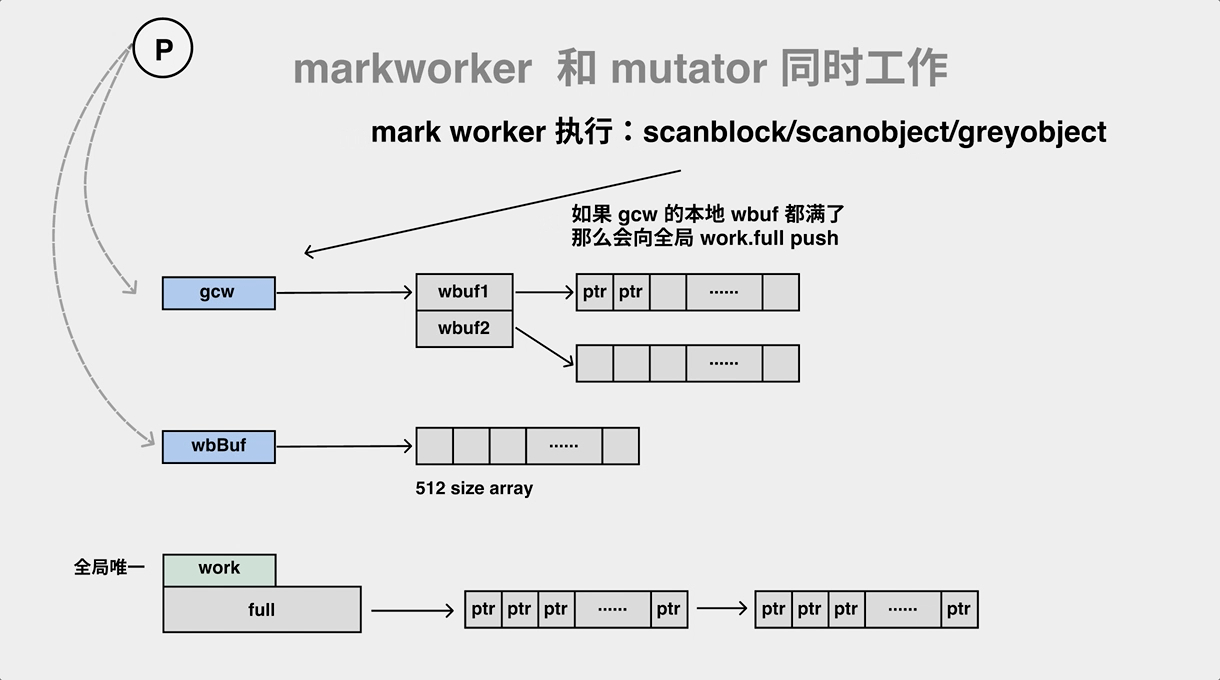 P
markworker 和 mutator 同时工作
mark worker 执行：scanblock/scanobject/greyobject
如果 gcw 的本地 wbuf 都满了
那么会向全局 work.full push
gcw
wbuf1
ptr ptr ......
wbuf2
......
wbBuf
......
512 size array
全局唯一
work
full
ptr ptr ptr ...... ptr
ptr ptr ptr ...... ptr